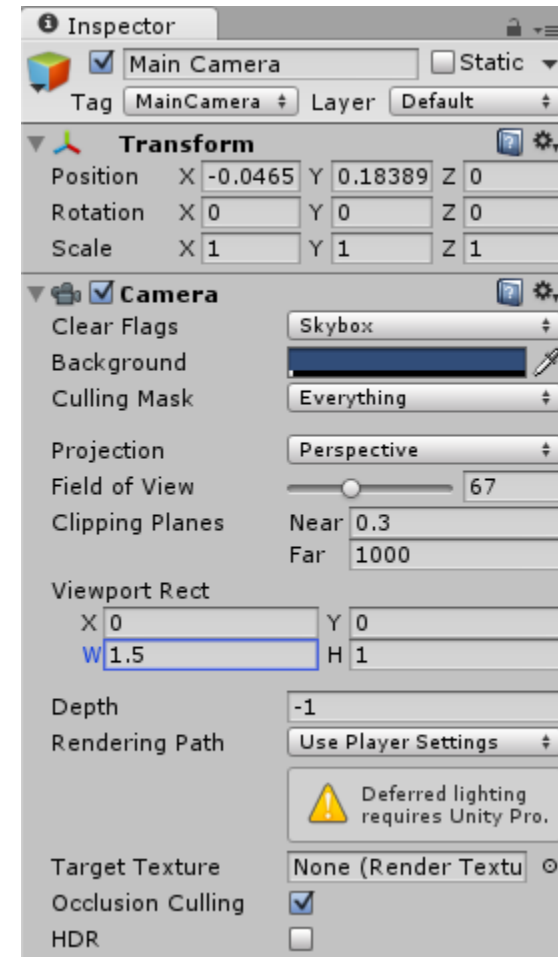 Inspector
Main Camera Static
Tag MainCamera Layer Default
Transform
Position X -0.0465 Y 0.18389 Z 0
Rotation X 0 Y 0 Z 0
Scale X 1 Y 1 Z 1
Camera
Clear Flags Skybox
Background
Culling Mask Everything
Projection Perspective
Field of View 67
Clipping Planes Near 0.3
Far 1000
Viewport Rect
X 0 Y 0
W 1.5 H 1
Depth -1
Rendering Path Use Player Settings
Deferred lighting
requires Unity Pro.
Target Texture None (Render Textu
Occlusion Culling
HDR